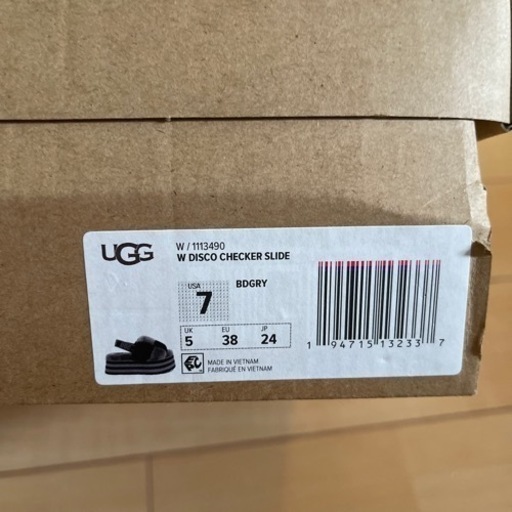 UGG
W / 1113490
W DISCO CHECKER SLIDE
USA
7
BDGRY
UK EU JP
5 38 24
MADE IN VIETNAM
FABRIQUÉ EN VIETNAM
1 94715 13233 7